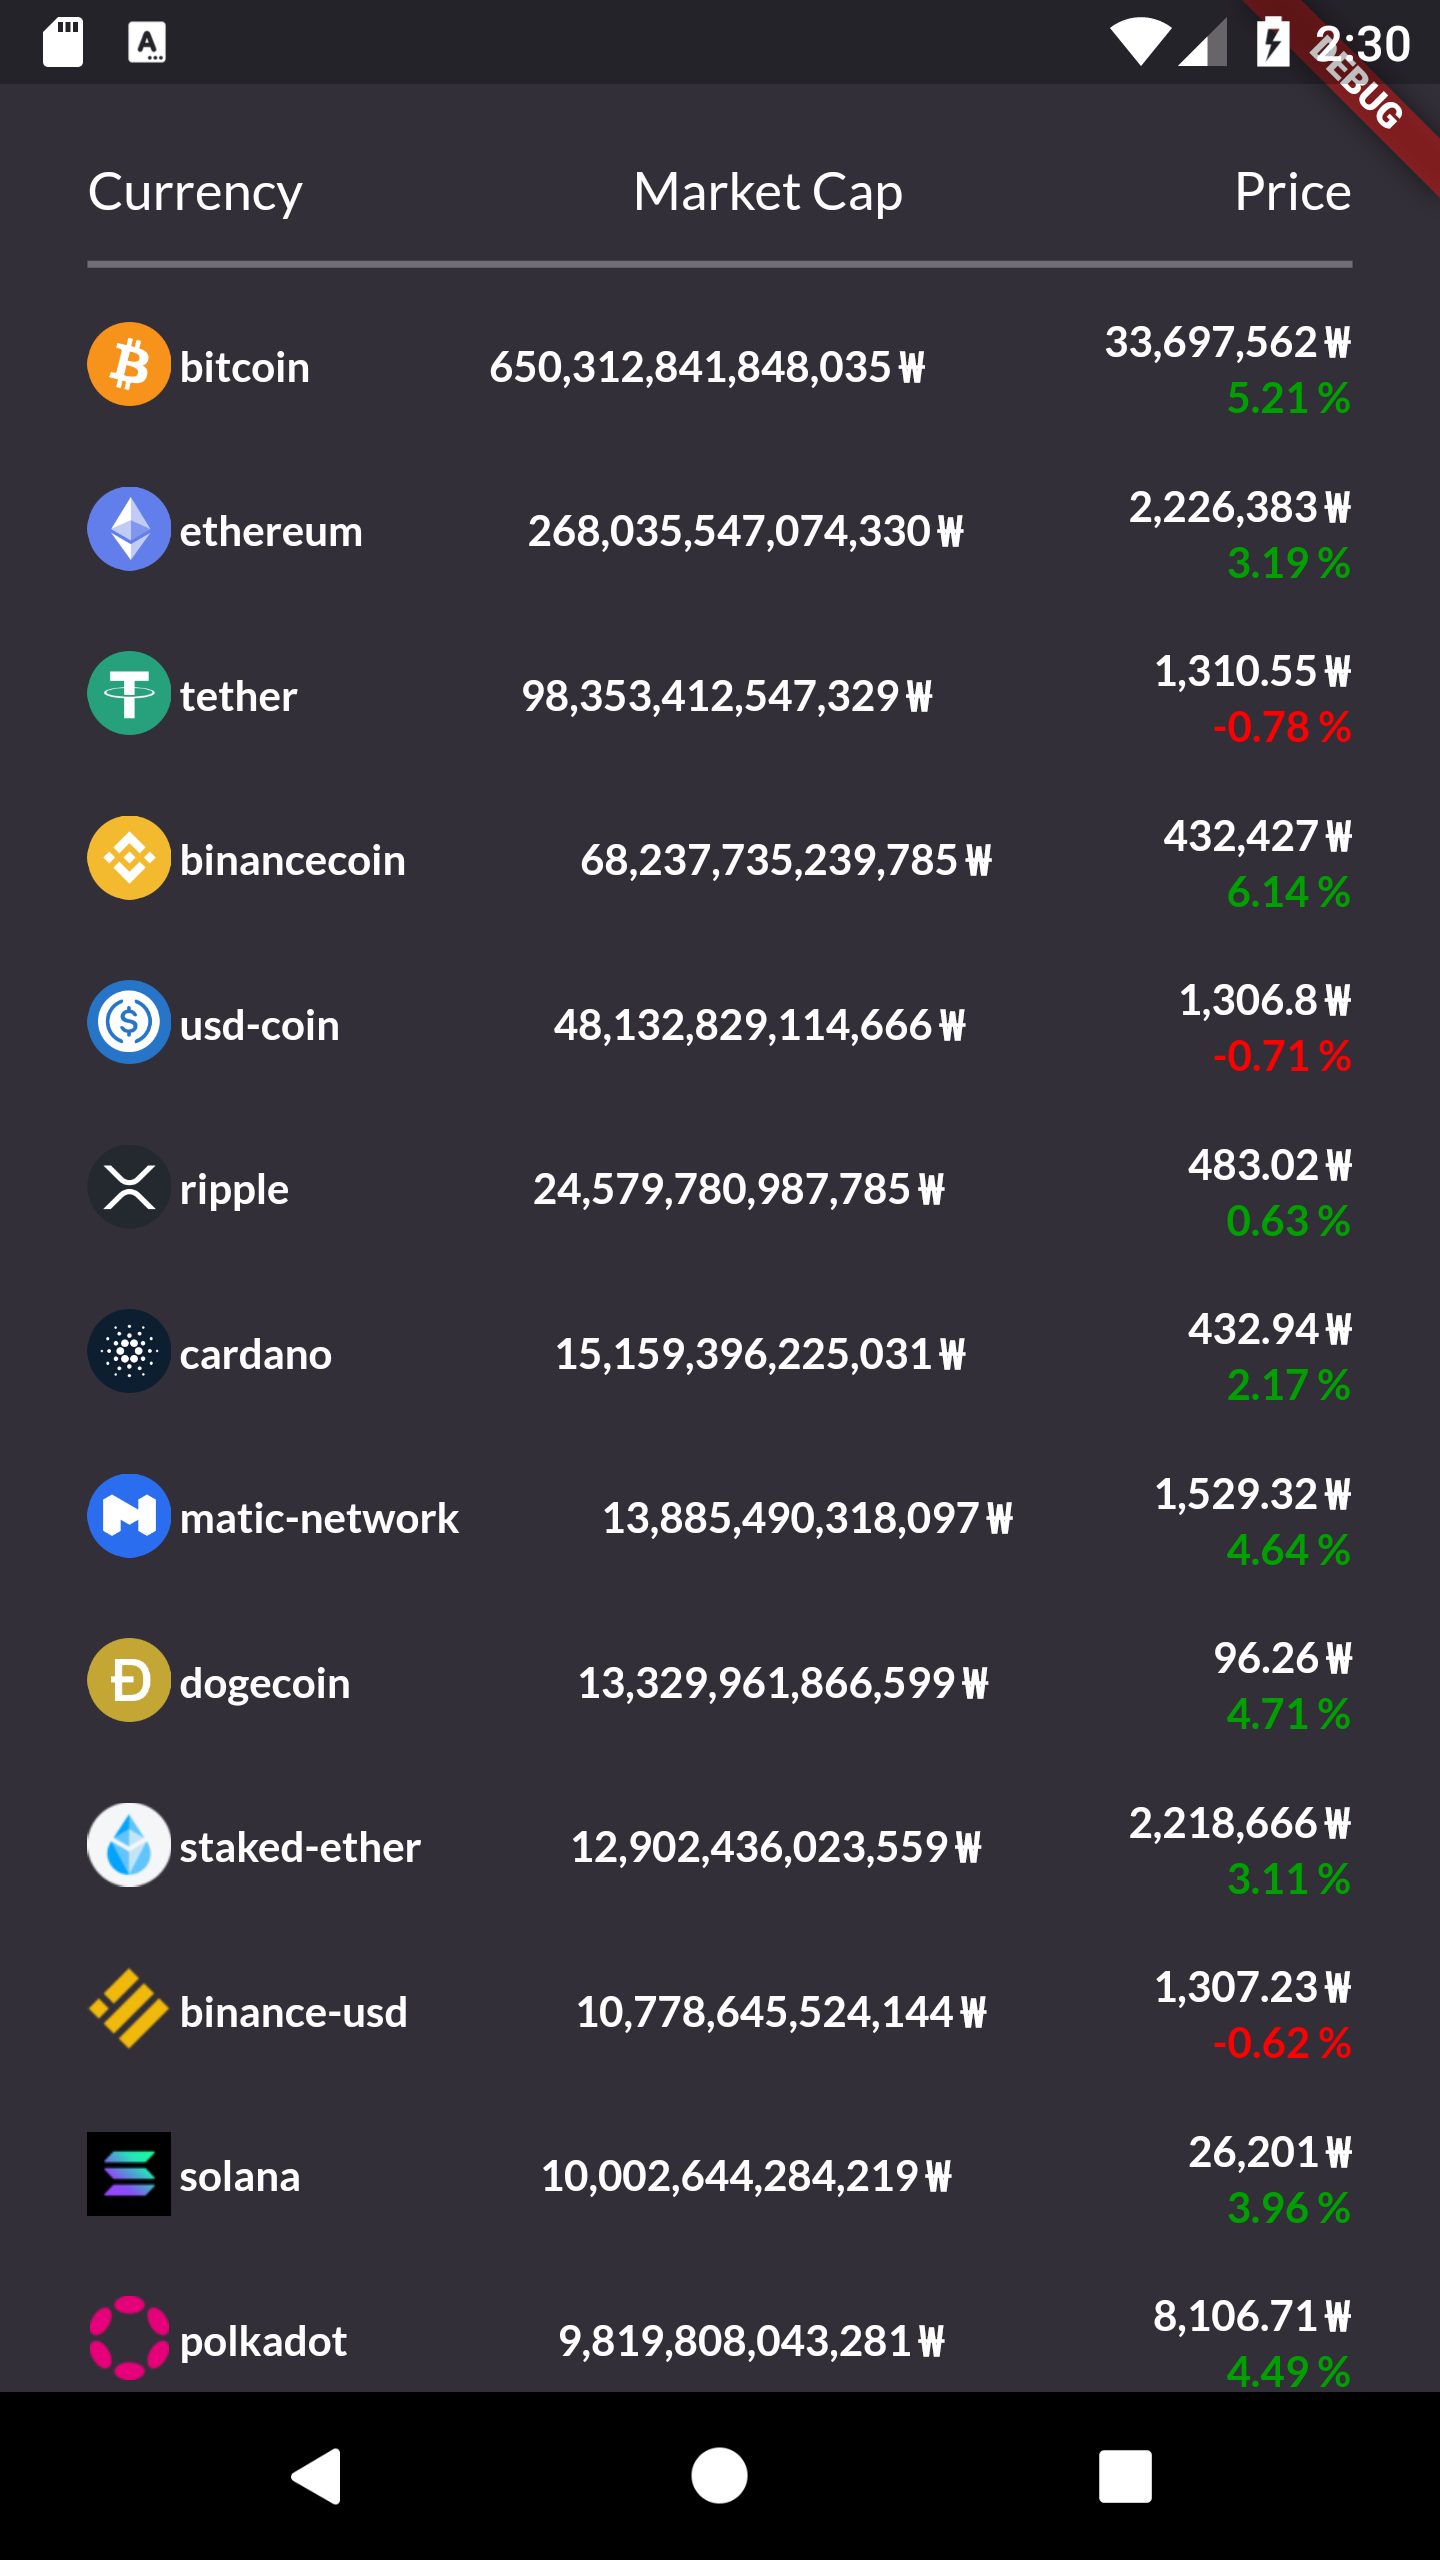 2:30
DEBUG
Currency Market Cap Price
bitcoin 650,312,841,848,035₩ 33,697,562₩
5.21 %
ethereum 268,035,547,074,330₩ 2,226,383₩
3.19 %
tether 98,353,412,547,329₩ 1,310.55₩
-0.78 %
binancecoin 68,237,735,239,785₩ 432,427₩
6.14 %
usd-coin 48,132,829,114,666₩ 1,306.8₩
-0.71 %
ripple 24,579,780,987,785₩ 483.02₩
0.63 %
cardano 15,159,396,225,031₩ 432.94₩
2.17 %
matic-network 13,885,490,318,097₩ 1,529.32₩
4.64 %
dogecoin 13,329,961,866,599₩ 96.26₩
4.71 %
staked-ether 12,902,436,023,559₩ 2,218,666₩
3.11 %
binance-usd 10,778,645,524,144₩ 1,307.23₩
-0.62 %
solana 10,002,644,284,219₩ 26,201₩
3.96 %
polkadot 9,819,808,043,281₩ 8,106.71₩
4.49 %